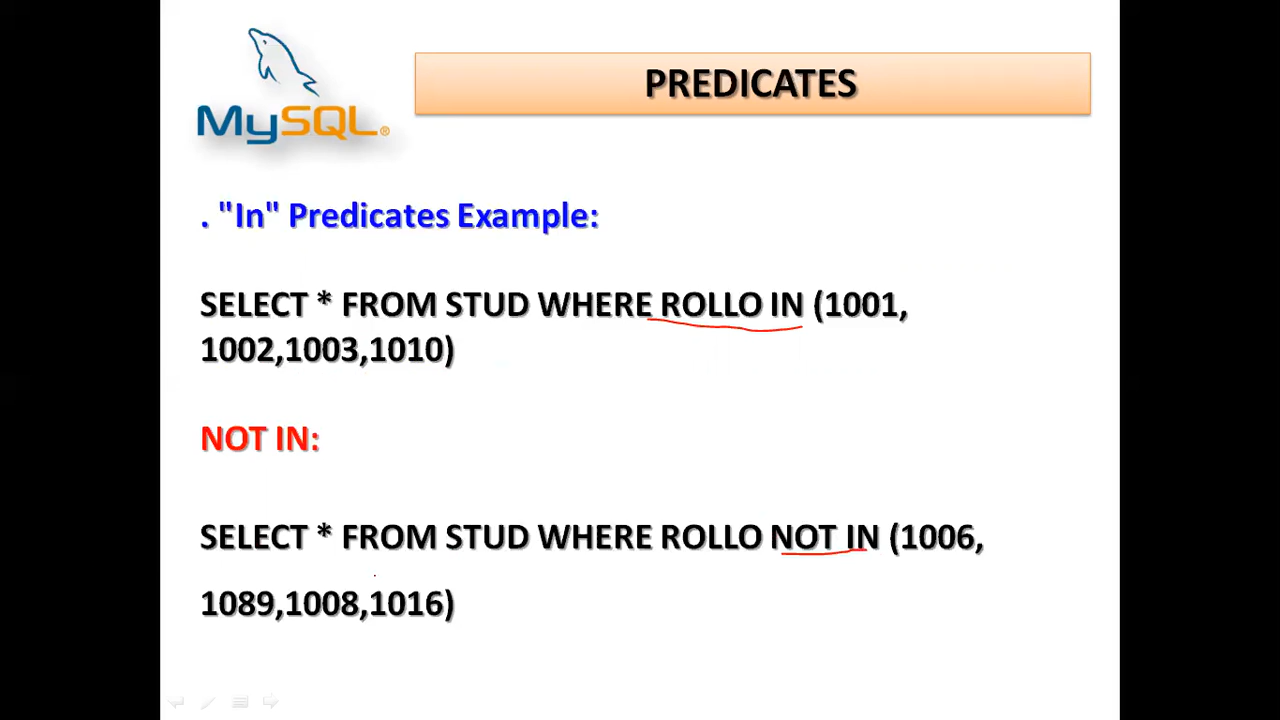 MySQL®
PREDICATES
. "In" Predicates Example:
SELECT * FROM STUD WHERE ROLLO IN (1001,
1002,1003,1010)
NOT IN:
SELECT * FROM STUD WHERE ROLLO NOT IN (1006,
1089,1008,1016)